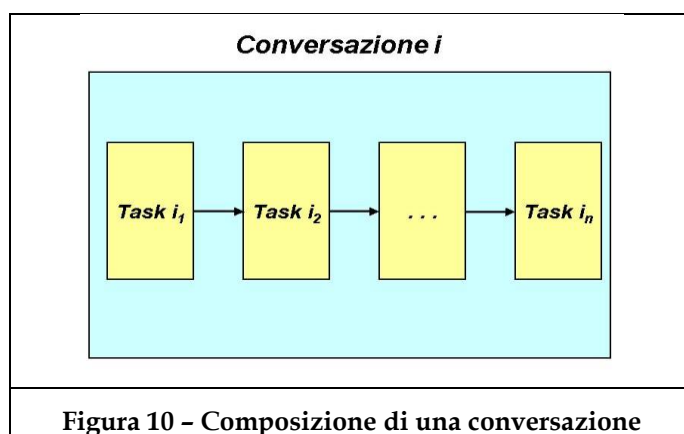 Conversazione i
Task i1 Task i2 . . . Task in
Figura 10 – Composizione di una conversazione